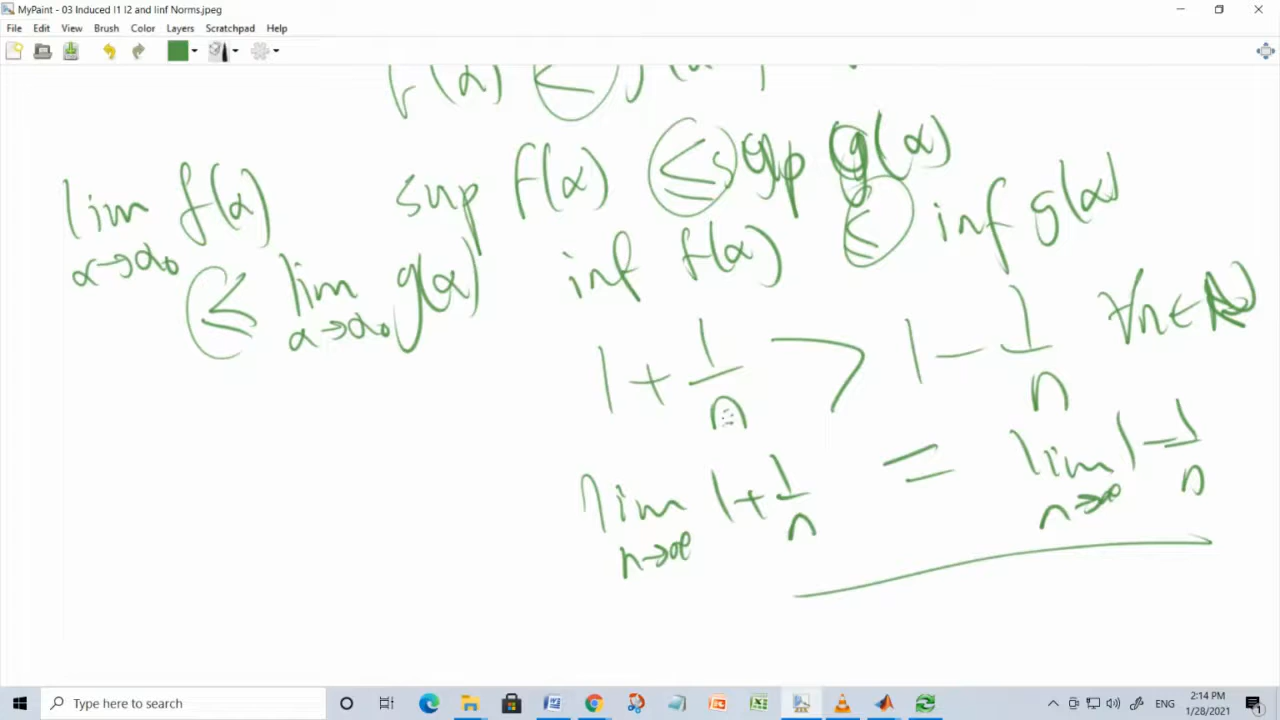 MyPaint - 03 Induced l1 l2 and linf Norms.jpeg
File Edit View Brush Color Layers Scratchpad Help
f(α) ≤ g(α)
sup f(α) ≤ sup g(α)
lim f(α)
α→α₀
inf f(α) ≤ inf g(α)
≤ lim g(α)
α→α₀
1 + 1/n > 1 - 1/n ∀n∈ℕ
lim 1 + 1/n = lim 1 - 1/n
n→∞ n→∞
Type here to search
ENG
2:14 PM
1/28/2021
1